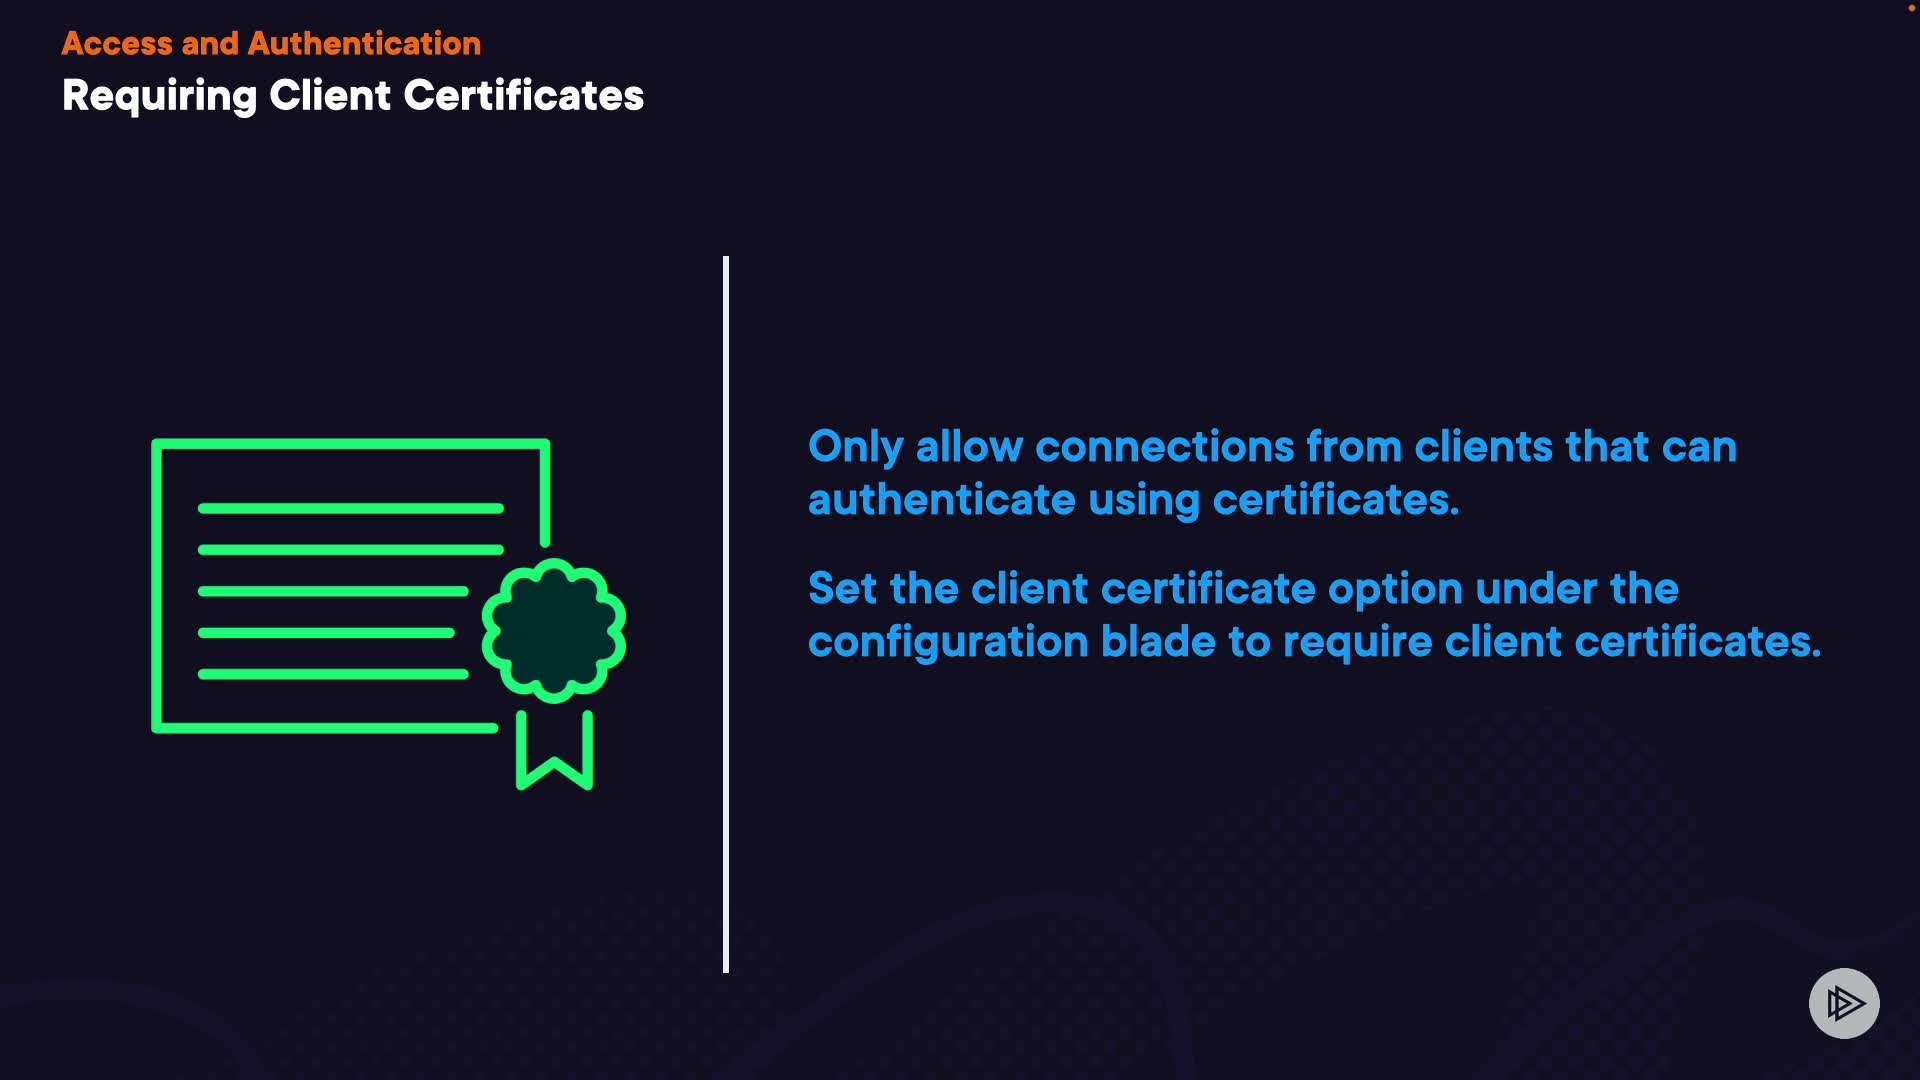 Access and Authentication
Requiring Client Certificates
Only allow connections from clients that can
authenticate using certificates.
Set the client certificate option under the
configuration blade to require client certificates.